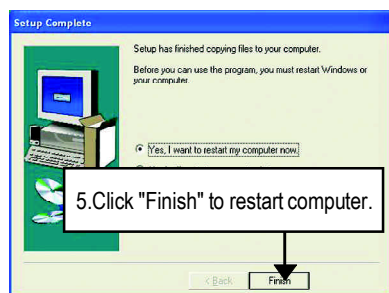 Setup Complete
Setup has finished copying files to your computer.
Before you can use the program, you must restart Windows or
your computer.
Yes, I want to restart my computer now.
5.Click "Finish" to restart computer.
< Back
Finish